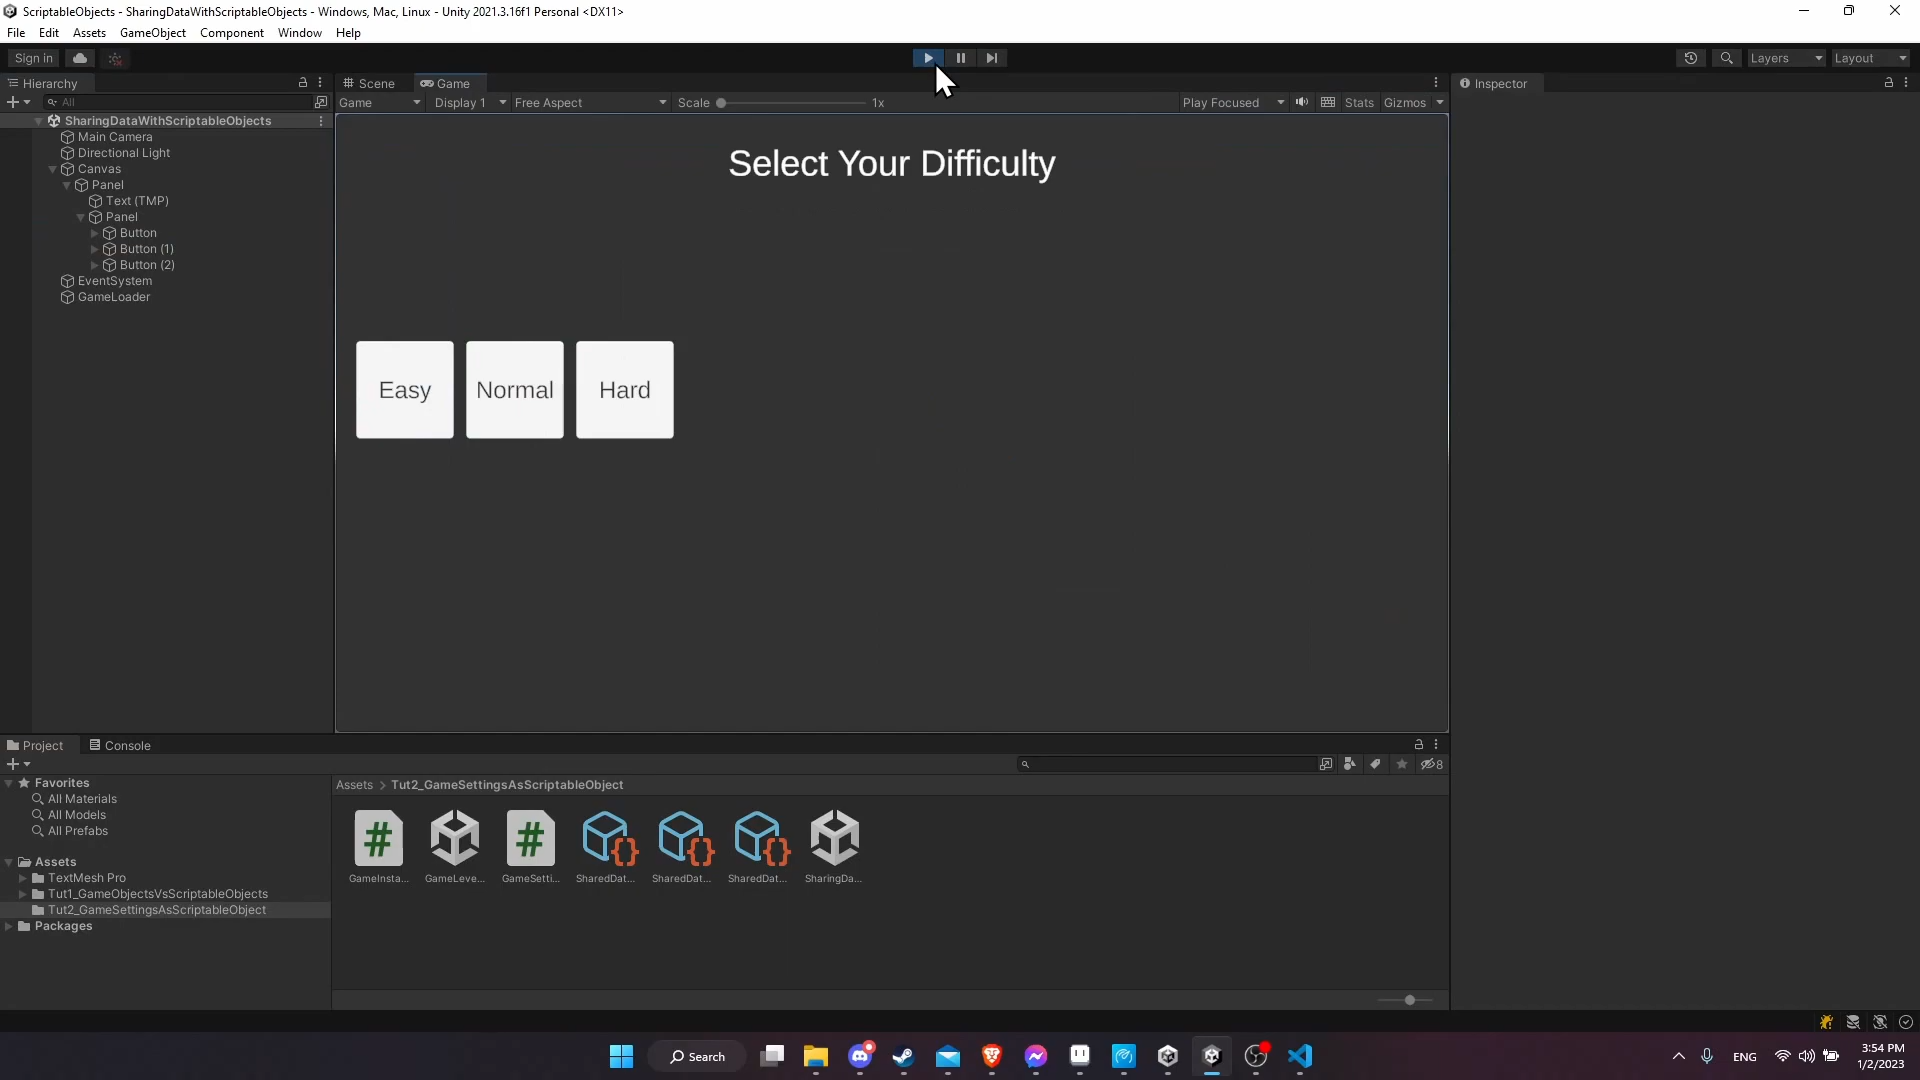 ScriptableObjects - SharingDataWithScriptableObjects - Windows, Mac, Linux - Unity 2021.3.16f1 Personal <DX11>
File Edit Assets GameObject Component Window Help
Sign in
Layers
Layout
Hierarchy
Scene
Game
Inspector
All
Game
Display 1
Free Aspect
Scale
1x
Play Focused
Stats
Gizmos
SharingDataWithScriptableObjects
Main Camera
Directional Light
Canvas
Panel
Text (TMP)
Panel
Button
Button (1)
Button (2)
EventSystem
GameLoader
Select Your Difficulty
Easy
Normal
Hard
Project
Console
8
Favorites
All Materials
All Models
All Prefabs
Assets
TextMesh Pro
Tut1_GameObjectsVsScriptableObjects
Tut2_GameSettingsAsScriptableObject
Packages
Assets > Tut2_GameSettingsAsScriptableObject
GameInsta...
GameLeve...
GameSetti...
SharedDat...
SharedDat...
SharedDat...
SharingDa...
Search
ENG
3:54 PM
1/2/2023